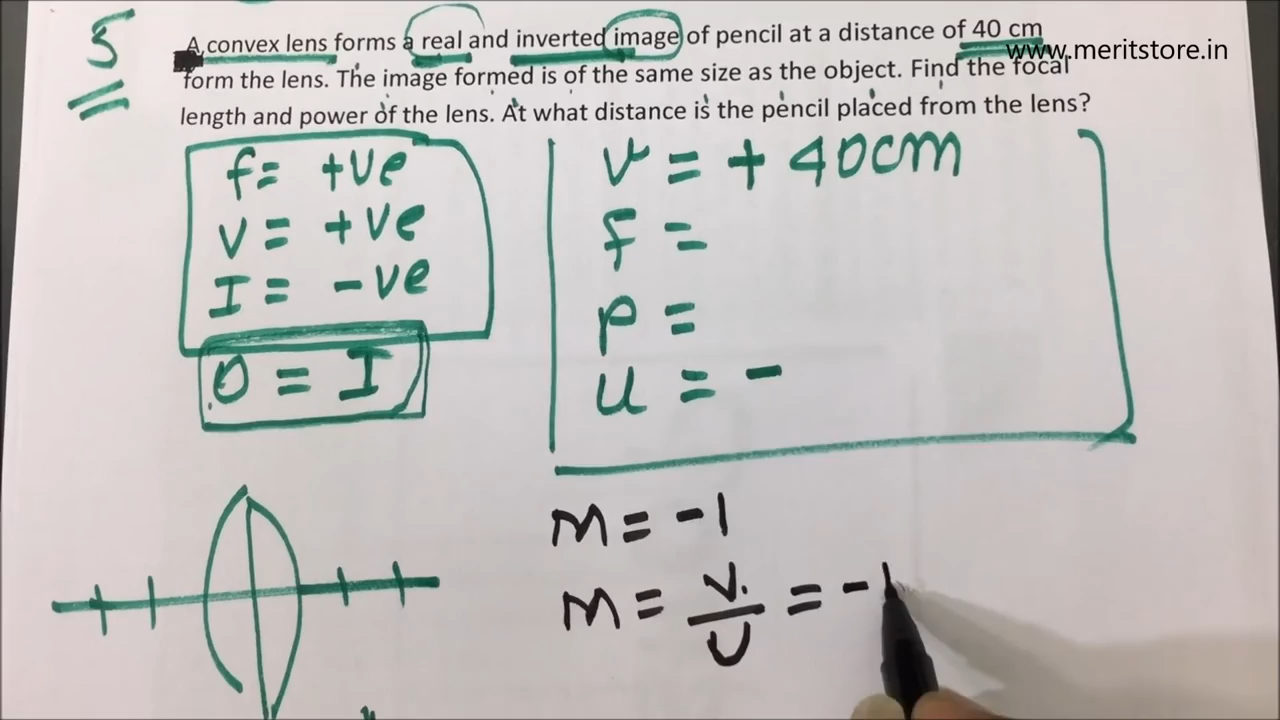 5
A convex lens forms a real and inverted image of pencil at a distance of 40 cm
www.meritstore.in
form the lens. The image formed is of the same size as the object. Find the focal
length and power of the lens. At what distance is the pencil placed from the lens?
f = +ve
v = +ve
I = -ve
O = I
v = + 40cm
f =
P =
u = -
m = -1
m = v/u = -1